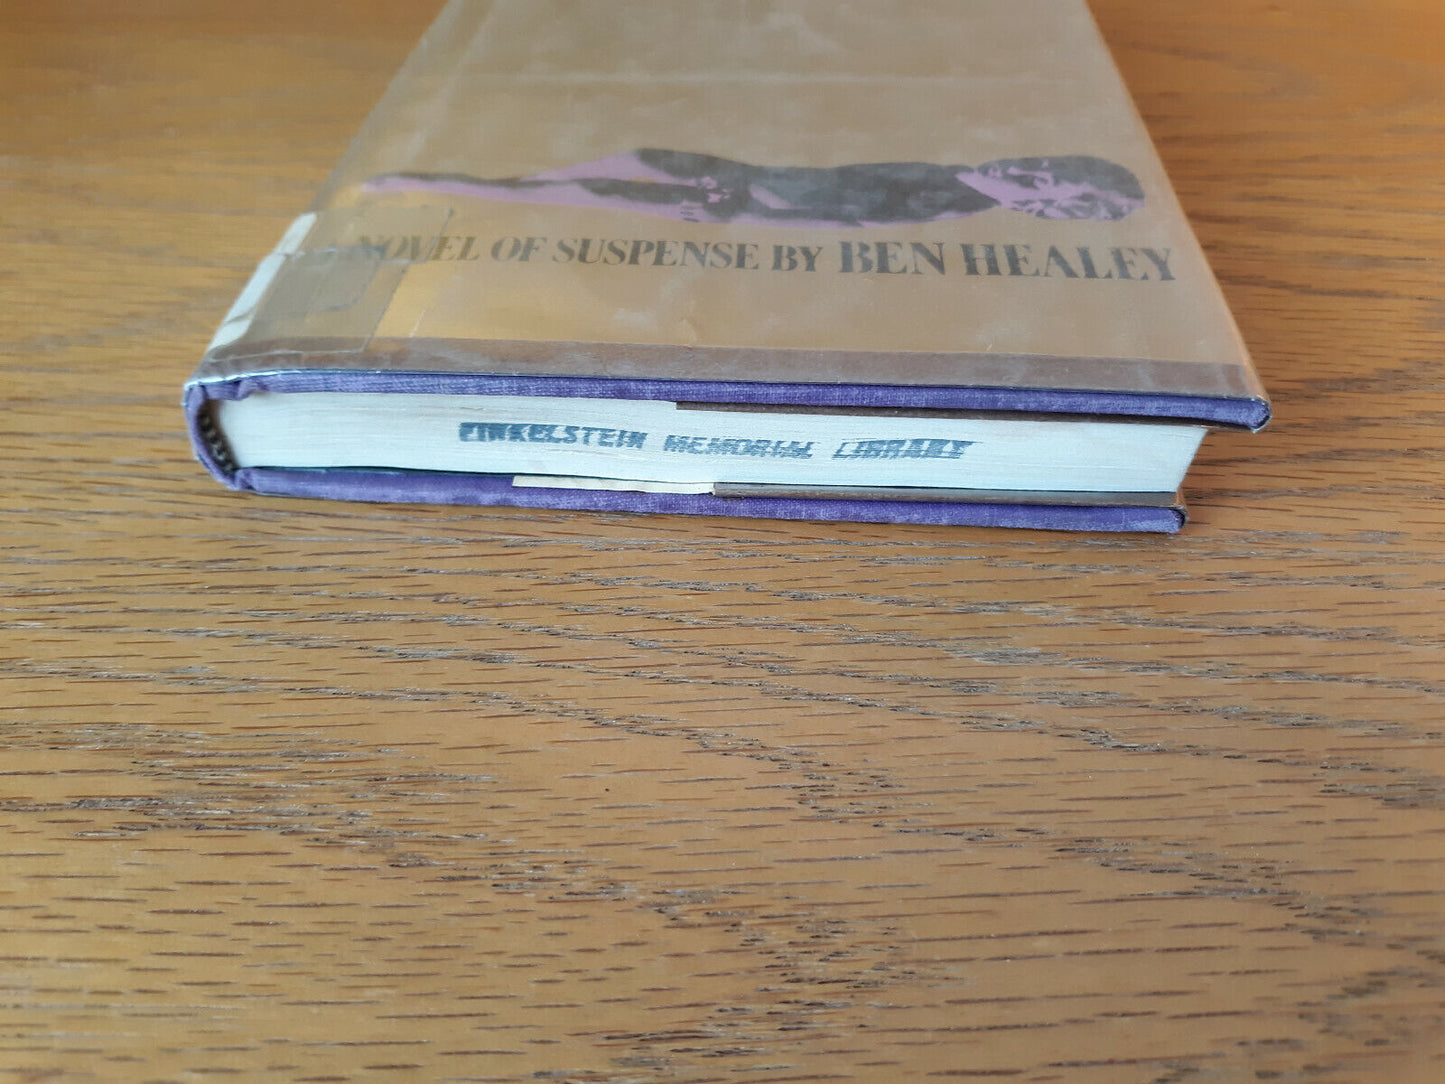 NOVEL OF SUSPENSE BY BEN HEALEY
FINKELSTEIN MEMORIAL LIBRARY